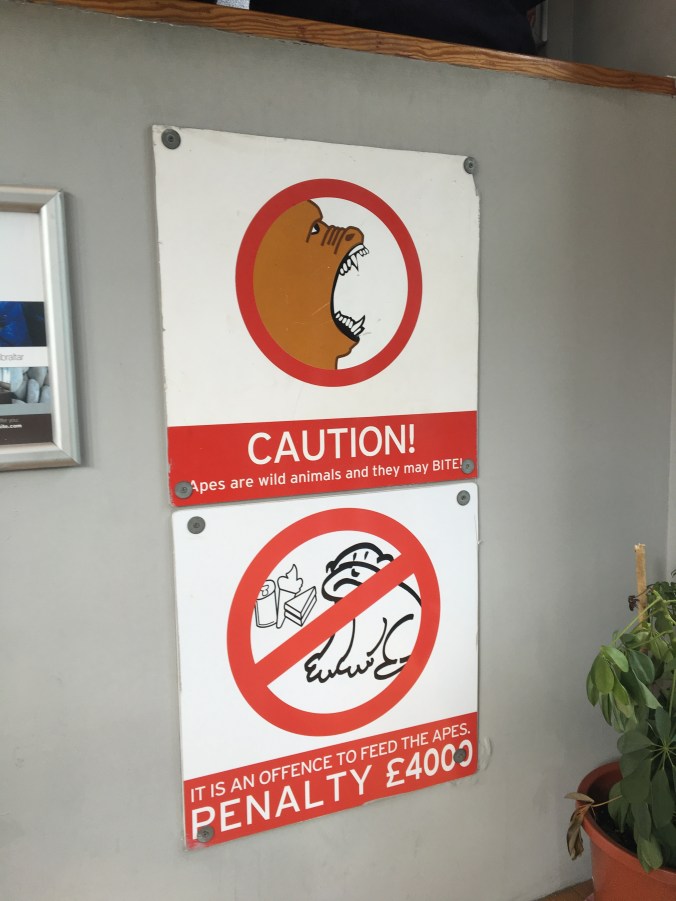 CAUTION!
Apes are wild animals and they may BITE!
IT IS AN OFFENCE TO FEED THE APES.
PENALTY £4000